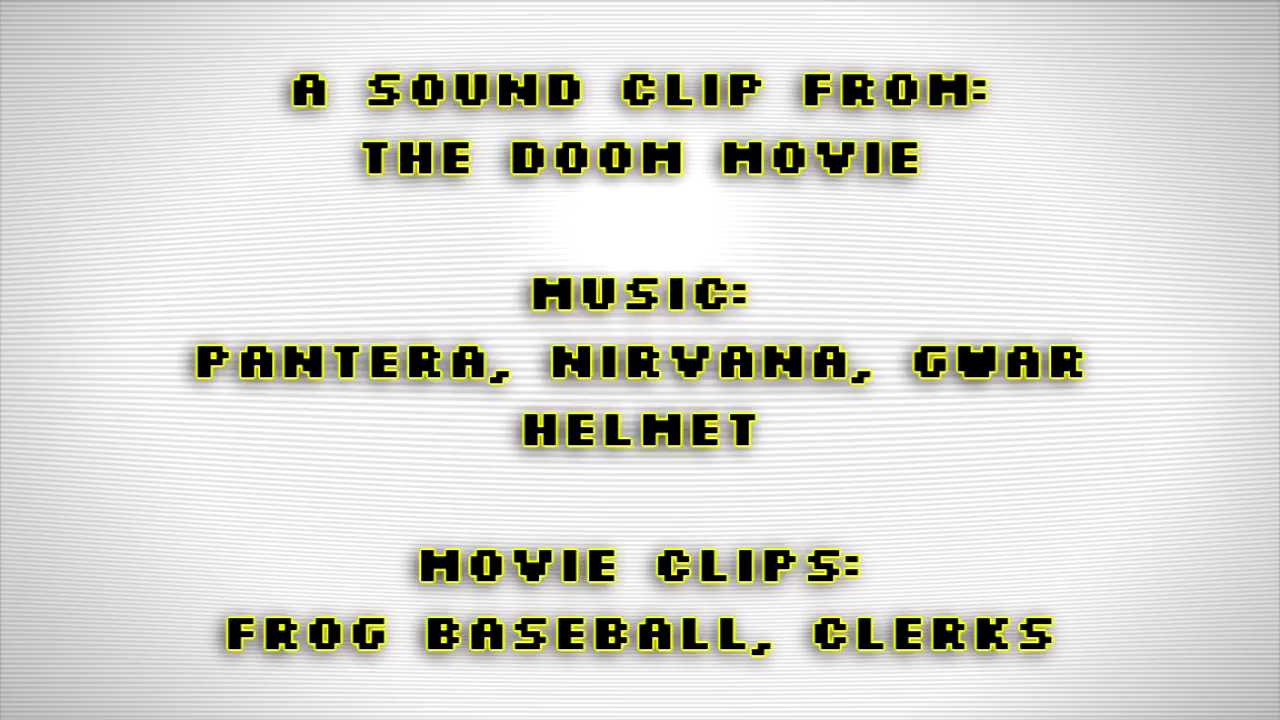 A SOUND CLIP FROM:
THE DOOM MOVIE
MUSIC:
PANTERA, NIRVANA, GWAR
HELMET
MOVIE CLIPS:
FROG BASEBALL, CLERKS